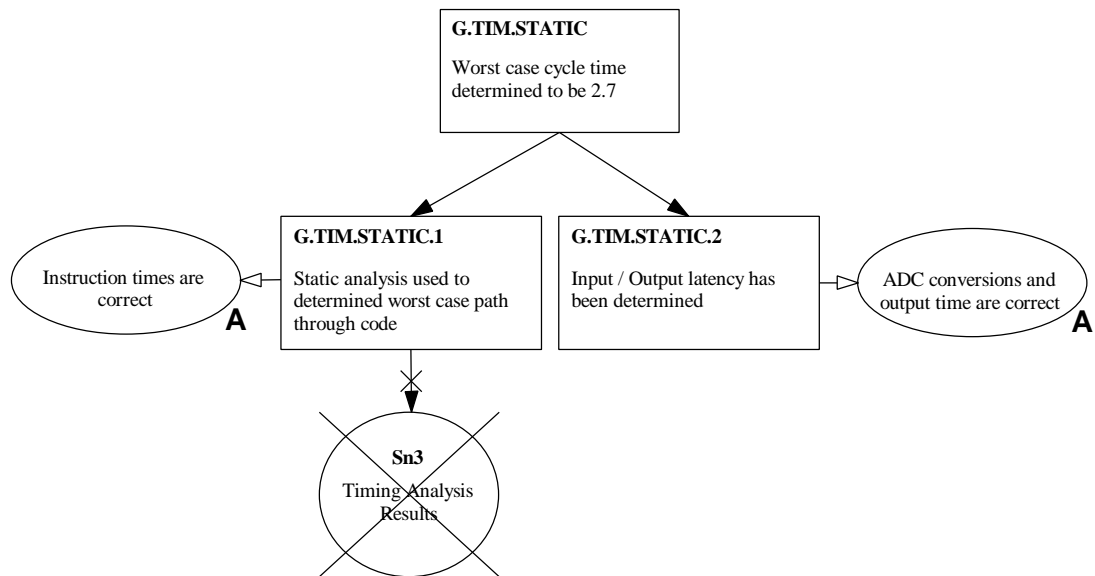 G.TIM.STATIC
Worst case cycle time
determined to be 2.7
G.TIM.STATIC.1
Static analysis used to
determined worst case path
through code
G.TIM.STATIC.2
Input / Output latency has
been determined
Instruction times are
correct
A
ADC conversions and
output time are correct
A
Sn3
Timing Analysis
Results